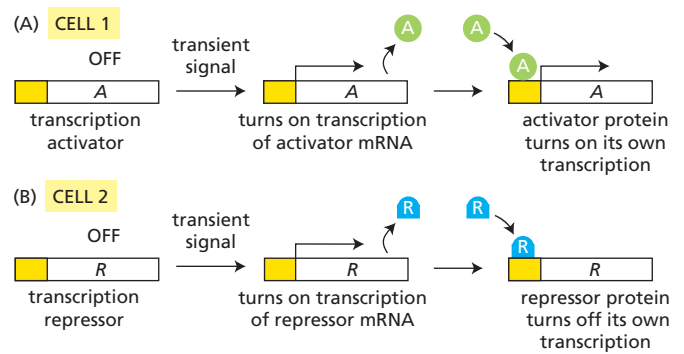 (A) CELL 1
OFF
transient
signal
A
A
A
A
A
A
transcription
activator
turns on transcription
of activator mRNA
activator protein
turns on its own
transcription
(B) CELL 2
OFF
transient
signal
R
R
R
R
R
R
transcription
repressor
turns on transcription
of repressor mRNA
repressor protein
turns off its own
transcription